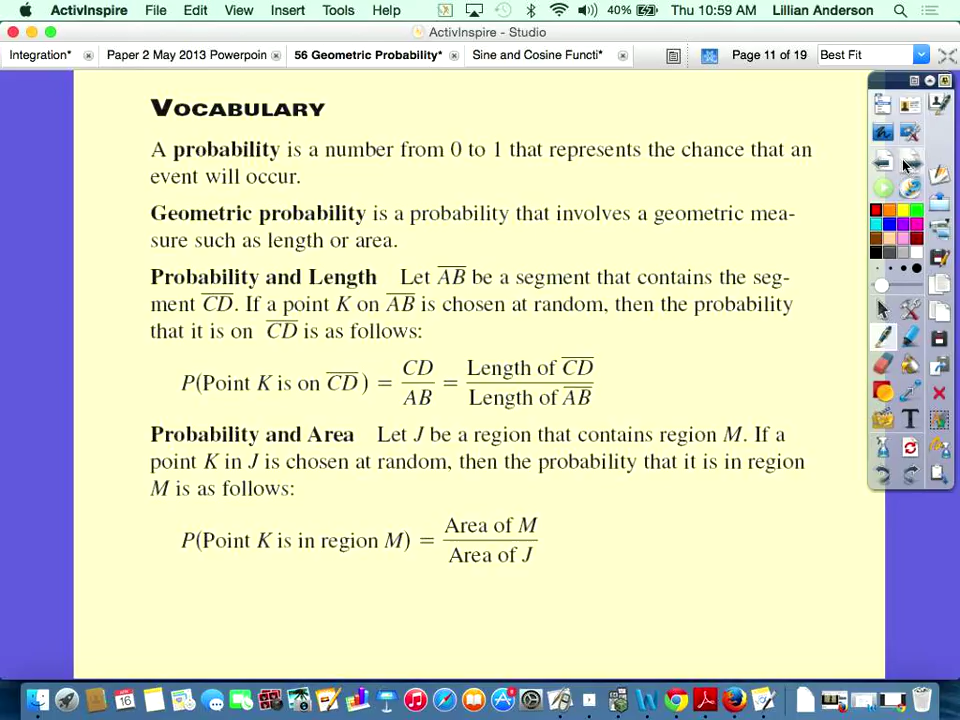 ActivInspire File Edit View Insert Tools Help 40% Thu 10:59 AM Lillian Anderson
ActivInspire - Studio
Integration* Paper 2 May 2013 Powerpoin 56 Geometric Probability* Sine and Cosine Functi* Page 11 of 19 Best Fit
VOCABULARY
A probability is a number from 0 to 1 that represents the chance that an
event will occur.
Geometric probability is a probability that involves a geometric mea-
sure such as length or area.
Probability and Length Let A̅B̅ be a segment that contains the seg-
ment C̅D̅. If a point K on A̅B̅ is chosen at random, then the probability
that it is on C̅D̅ is as follows:
P(Point K is on C̅D̅) = CD/AB = Length of C̅D̅/Length of A̅B̅
Probability and Area Let J be a region that contains region M. If a
point K in J is chosen at random, then the probability that it is in region
M is as follows:
P(Point K is in region M) = Area of M/Area of J